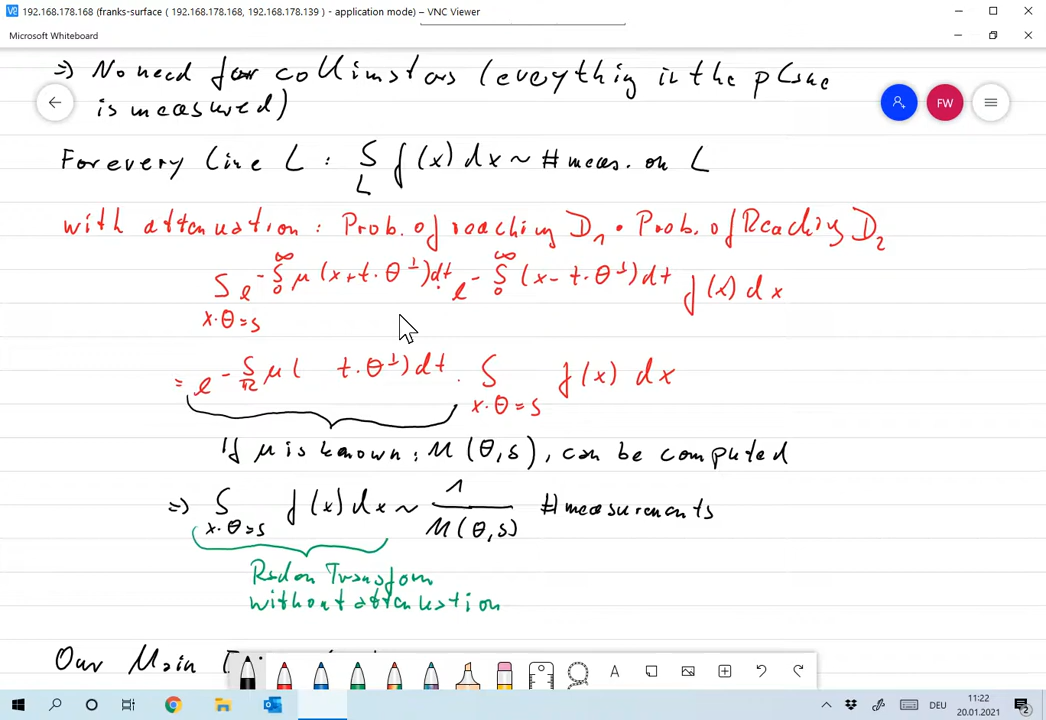 192.168.178.168 (franks-surface ( 192.168.178.168, 192.168.178.139 ) - application mode) – VNC Viewer
Microsoft Whiteboard
=> No need for collimators (everything in the plane
is measured)
FW
For every Line L : ∫_L f(x) dx ~ #meas. on L
with attenuation : Prob. of reaching D₁ • Prob. of Reaching D₂
∫_{x·θ=s} e^{-∫_0^∞ μ(x+t·θ^⊥)dt} · e^{-∫_0^∞ (x-t·θ^⊥)dt} f(x) dx
= e^{-∫_ℝ μ( t·θ^⊥)dt} · ∫_{x·θ=s} f(x) dx
If μ is known : M(θ,s), can be computed
=> ∫_{x·θ=s} f(x) dx ~ 1/M(θ,s) #measurements
Radon Transform
without attenuation
Our Main
A
DEU
11:22
20.01.2021
2